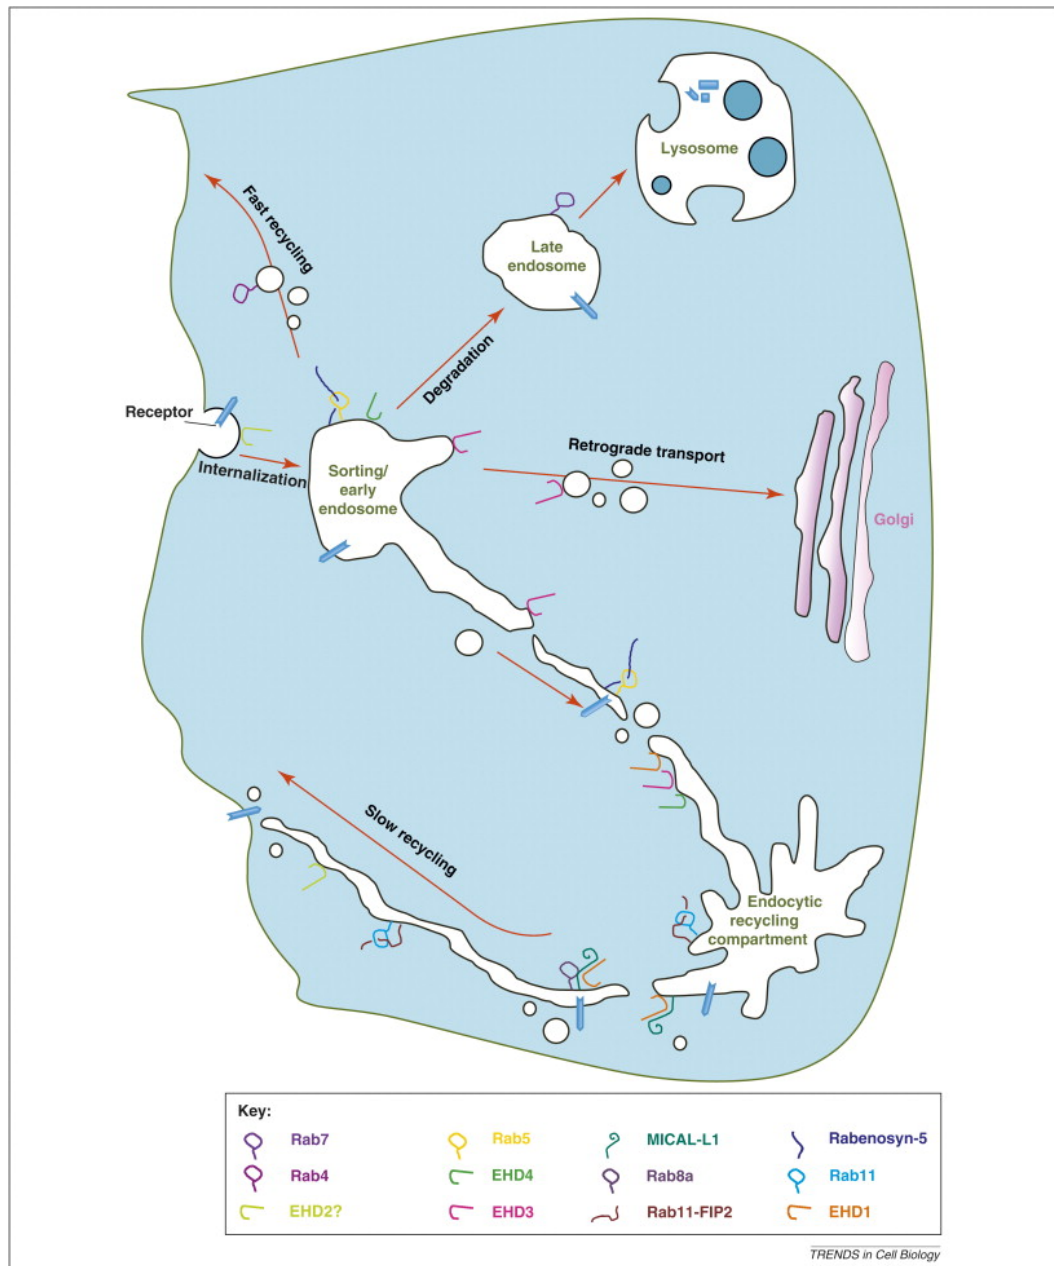 Lysosome
Fast recycling
Late
endosome
Degradation
Receptor
Internalization
Sorting/
early
endosome
Retrograde transport
Golgi
Slow recycling
Endocytic
recycling
compartment
Key:
Rab7
Rab5
MICAL-L1
Rabenosyn-5
Rab4
EHD4
Rab8a
Rab11
EHD2?
EHD3
Rab11-FIP2
EHD1
TRENDS in Cell Biology